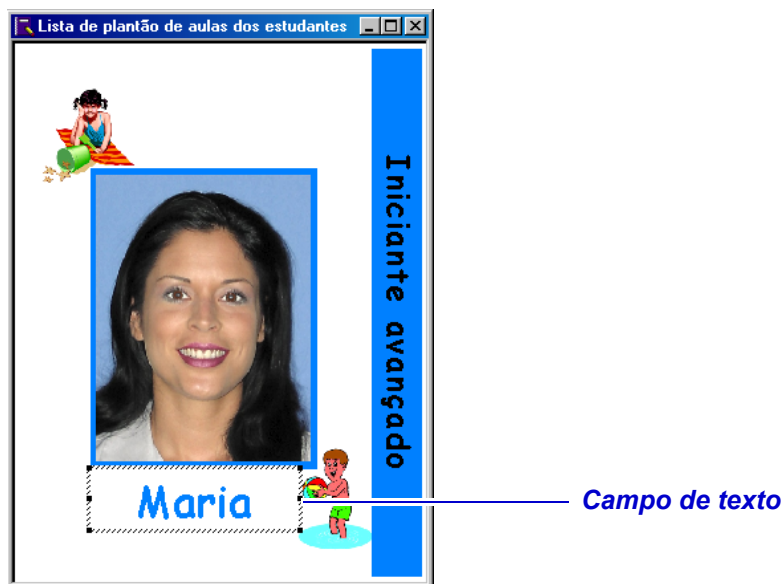 Lista de plantão de aulas dos estudantes
Iniciante avançado
Maria
Campo de texto